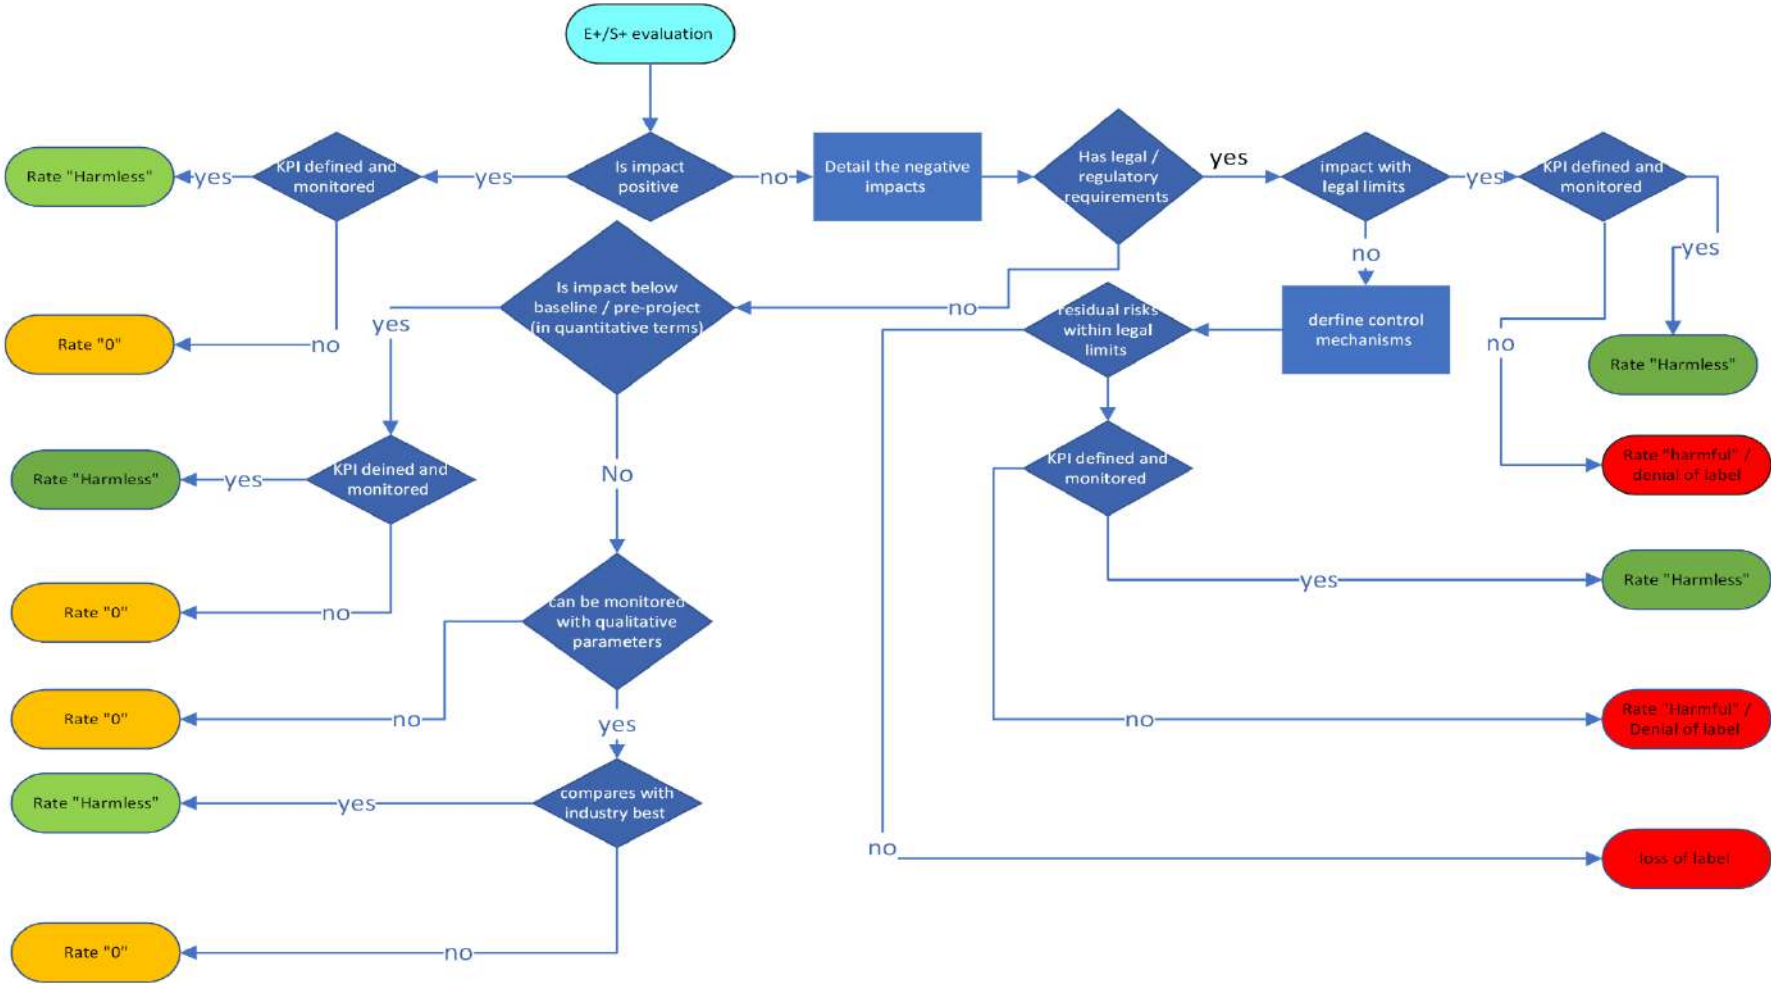 E+/S+ evaluation
Rate "Harmless"
yes
KPI defined and
monitored
yes
Is impact
positive
no
Detail the negative
impacts
Has legal /
regulatory
requirements
yes
impact with
legal limits
yes
KPI defined and
monitored
no
yes
Is impact below
baseline / pre-project
(in quantitative terms)
no
residual risks
within legal
limits
derfine control
mechanisms
no
Rate "Harmless"
Rate "0"
no
yes
Rate "Harmless"
yes
KPI deined and
monitored
No
KPI defined and
monitored
Rate "harmful" /
denial of label
yes
Rate "Harmless"
Rate "0"
no
can be monitored
with qualitative
parameters
Rate "0"
no
yes
no
Rate "Harmful" /
Denial of label
Rate "Harmless"
yes
compares with
industry best
no
loss of label
Rate "0"
no